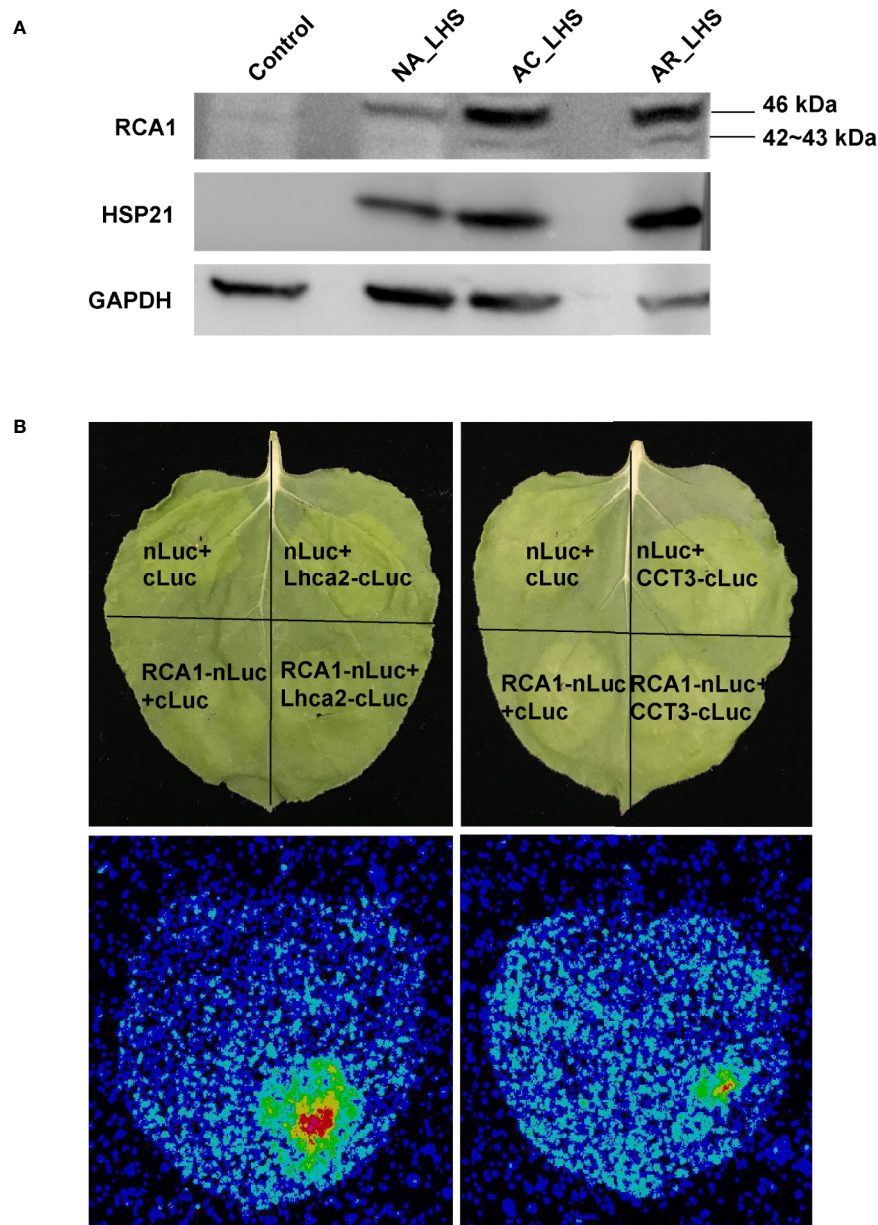 A
Control
NA_LHS
AC_LHS
AR_LHS
RCA1
46 kDa
42~43 kDa
HSP21
GAPDH
B
nLuc+
cLuc
nLuc+
Lhca2-cLuc
RCA1-nLuc
+cLuc
RCA1-nLuc+
Lhca2-cLuc
nLuc+
cLuc
nLuc+
CCT3-cLuc
RCA1-nLuc
+cLuc
RCA1-nLuc+
CCT3-cLuc